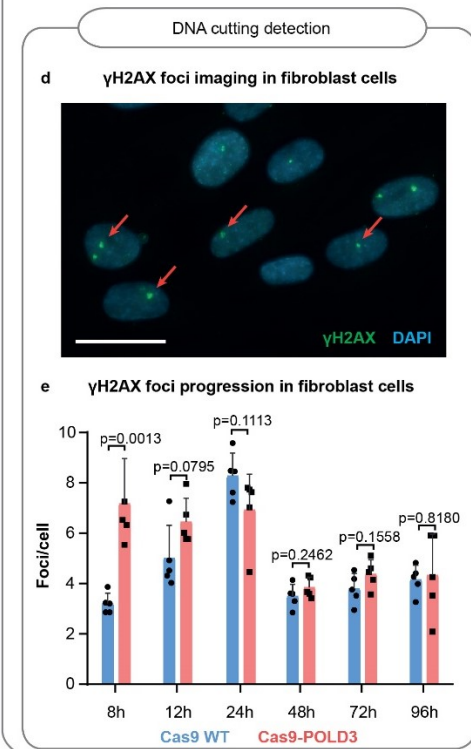 DNA cutting detection
d γH2AX foci imaging in fibroblast cells
γH2AX DAPI
e γH2AX foci progression in fibroblast cells
Foci/cell
10
8
6
4
2
0
p=0.0013
p=0.0795
p=0.1113
p=0.2462
p=0.1558
p=0.8180
8h 12h 24h 48h 72h 96h
Cas9 WT Cas9-POLD3